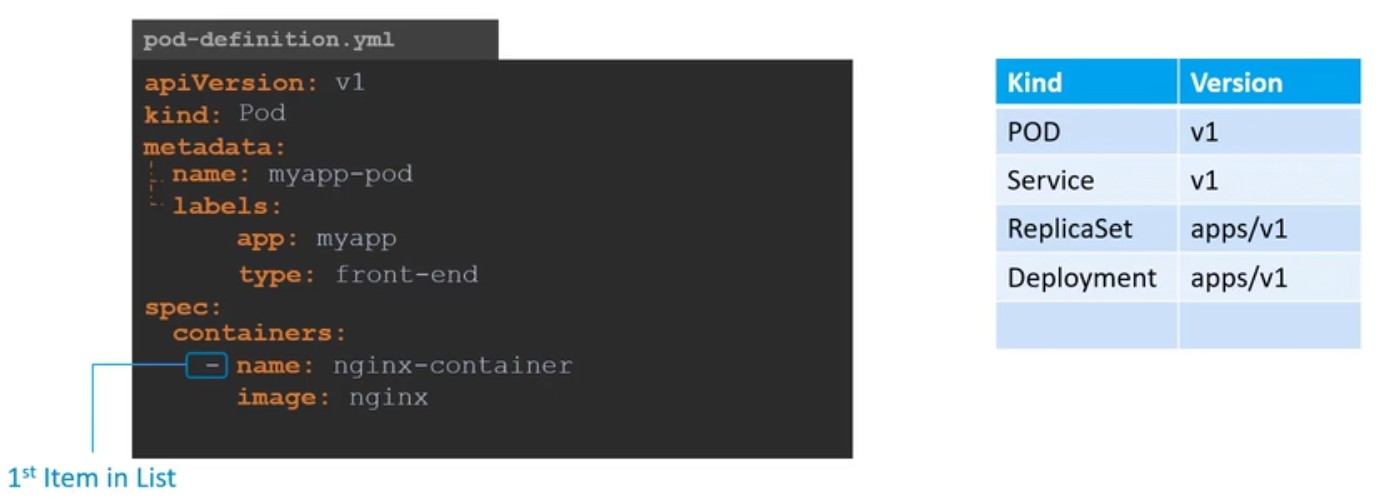 pod-definition.yml
apiVersion: v1
kind: Pod
metadata:
name: myapp-pod
labels:
app: myapp
type: front-end
spec:
containers:
- name: nginx-container
image: nginx
1st Item in List
Kind Version
POD v1
Service v1
ReplicaSet apps/v1
Deployment apps/v1